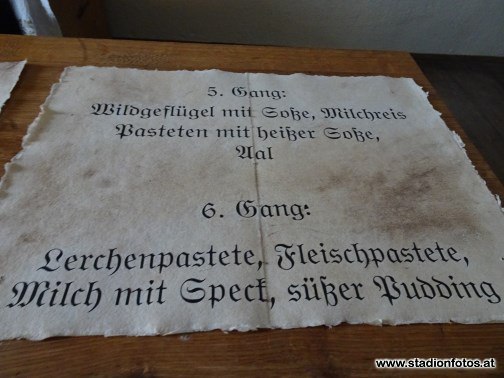 5. Gang:
Wildgeflügel mit Soße, Milchreis
Pasteten mit heißer Soße,
Aal
6. Gang:
Lerchenpastete, Fleischpastete,
Milch mit Speck, süßer Pudding
www.stadionfotos.at